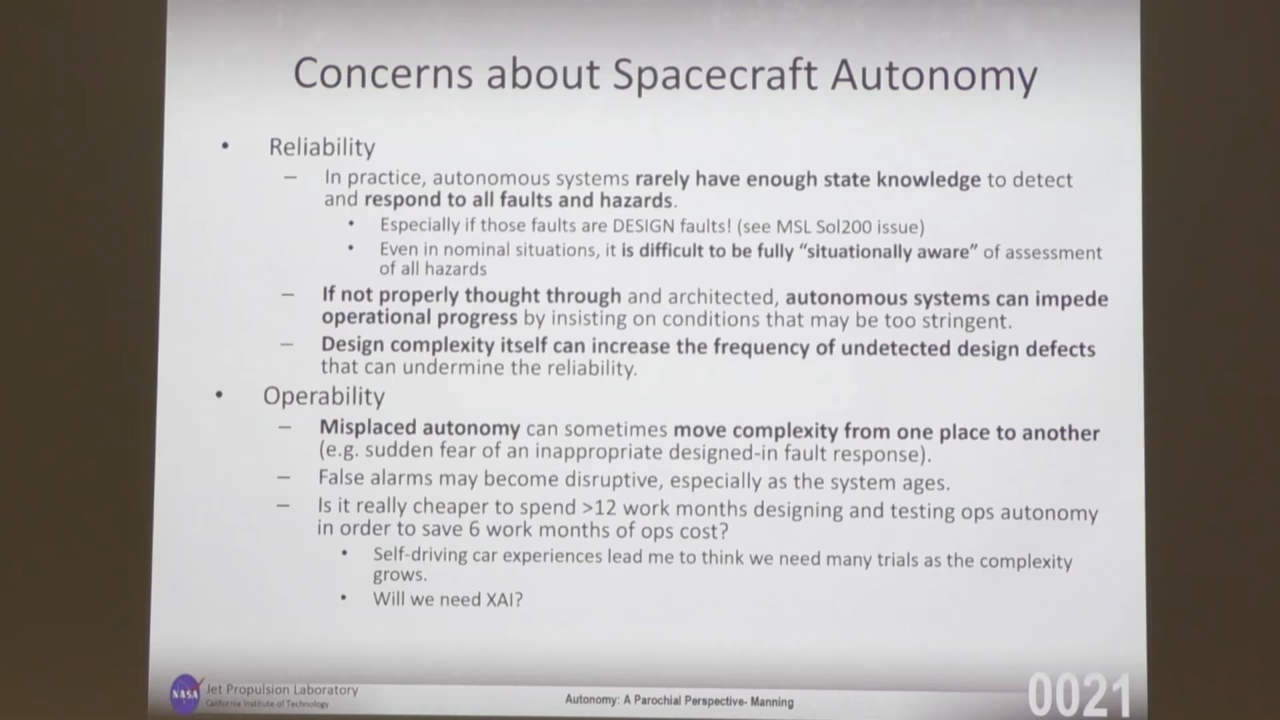 Concerns about Spacecraft Autonomy
• Reliability
– In practice, autonomous systems rarely have enough state knowledge to detect
and respond to all faults and hazards.
• Especially if those faults are DESIGN faults! (see MSL Sol200 issue)
• Even in nominal situations, it is difficult to be fully “situationally aware” of assessment
of all hazards
– If not properly thought through and architected, autonomous systems can impede
operational progress by insisting on conditions that may be too stringent.
– Design complexity itself can increase the frequency of undetected design defects
that can undermine the reliability.
• Operability
– Misplaced autonomy can sometimes move complexity from one place to another
(e.g. sudden fear of an inappropriate designed-in fault response).
– False alarms may become disruptive, especially as the system ages.
– Is it really cheaper to spend >12 work months designing and testing ops autonomy
in order to save 6 work months of ops cost?
• Self-driving car experiences lead me to think we need many trials as the complexity
grows.
• Will we need XAI?
NASA
Jet Propulsion Laboratory
California Institute of Technology
Autonomy: A Parochial Perspective- Manning
0021